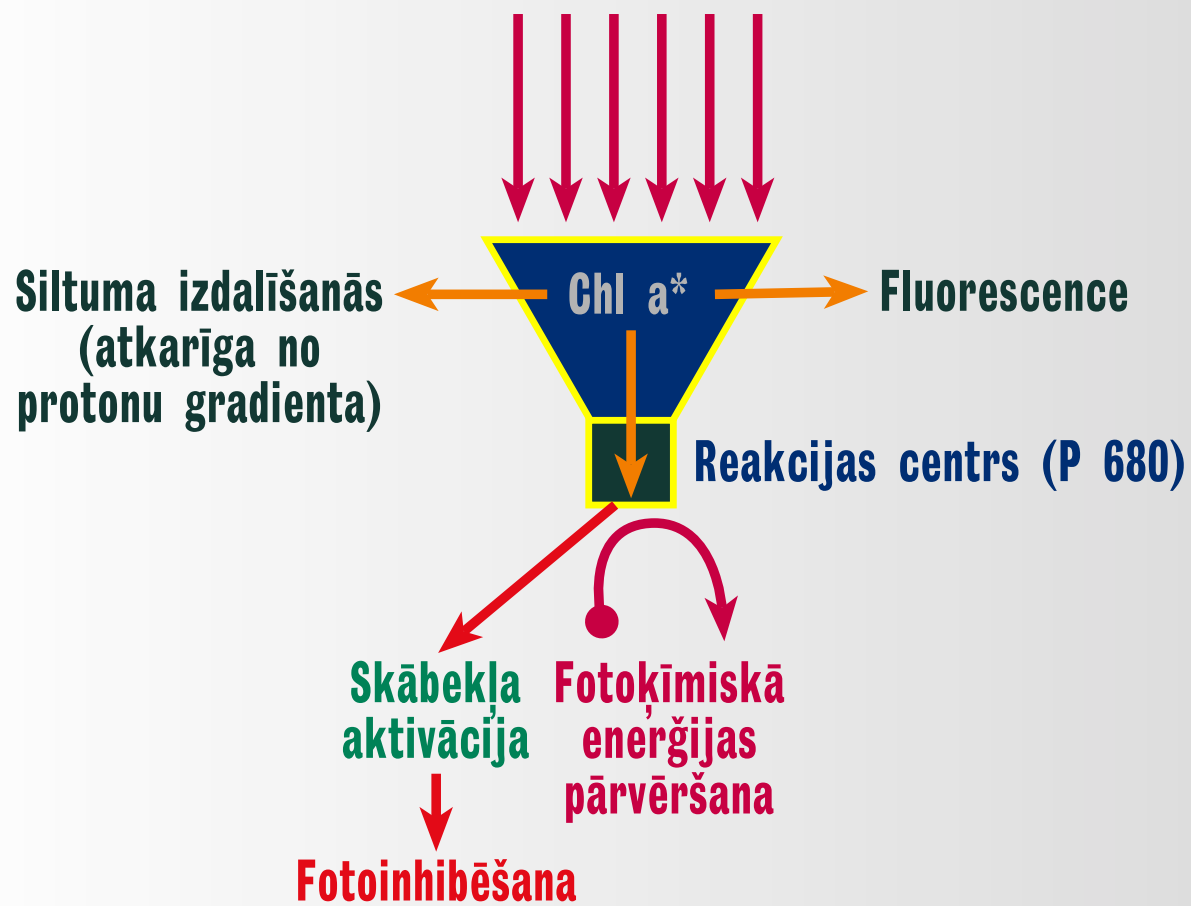 Chl a*
Siltuma izdalīšanās
(atkarīga no
protonu gradienta)
Fluorescence
Reakcijas centrs (P 680)
Skābekļa
aktivācija
Fotoķīmiskā
enerģijas
pārvēršana
Fotoinhibēšana